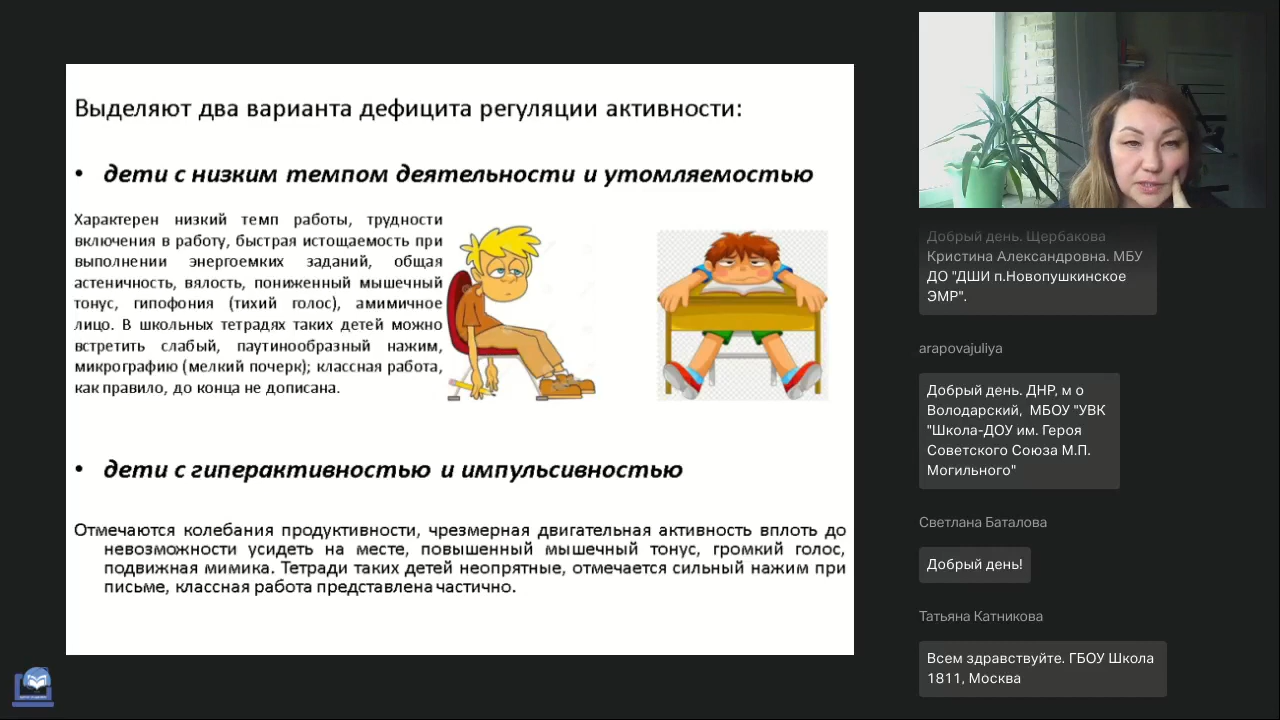 Выделяют два варианта дефицита регуляции активности:
• дети с низким темпом деятельности и утомляемостью
Характерен низкий темп работы, трудности
включения в работу, быстрая истощаемость при
выполнении энергоемких заданий, общая
астеничность, вялость, пониженный мышечный
тонус, гипофония (тихий голос), амимичное
лицо. В школьных тетрадях таких детей можно
встретить слабый, паутинообразный нажим,
микрографию (мелкий почерк); классная работа,
как правило, до конца не дописана.
• дети с гиперактивностью и импульсивностью
Отмечаются колебания продуктивности, чрезмерная двигательная активность вплоть до
невозможности усидеть на месте, повышенный мышечный тонус, громкий голос,
подвижная мимика. Тетради таких детей неопрятные, отмечается сильный нажим при
письме, классная работа представлена частично.
Добрый день. Щербакова
Кристина Александровна. МБУ
ДО "ДШИ п.Новопушкинское
ЭМР".
arapovajuliya
Добрый день. ДНР, м о
Володарский, МБОУ "УВК
"Школа-ДОУ им. Героя
Советского Союза М.П.
Могильного"
Светлана Баталова
Добрый день!
Татьяна Катникова
Всем здравствуйте. ГБОУ Школа
1811, Москва